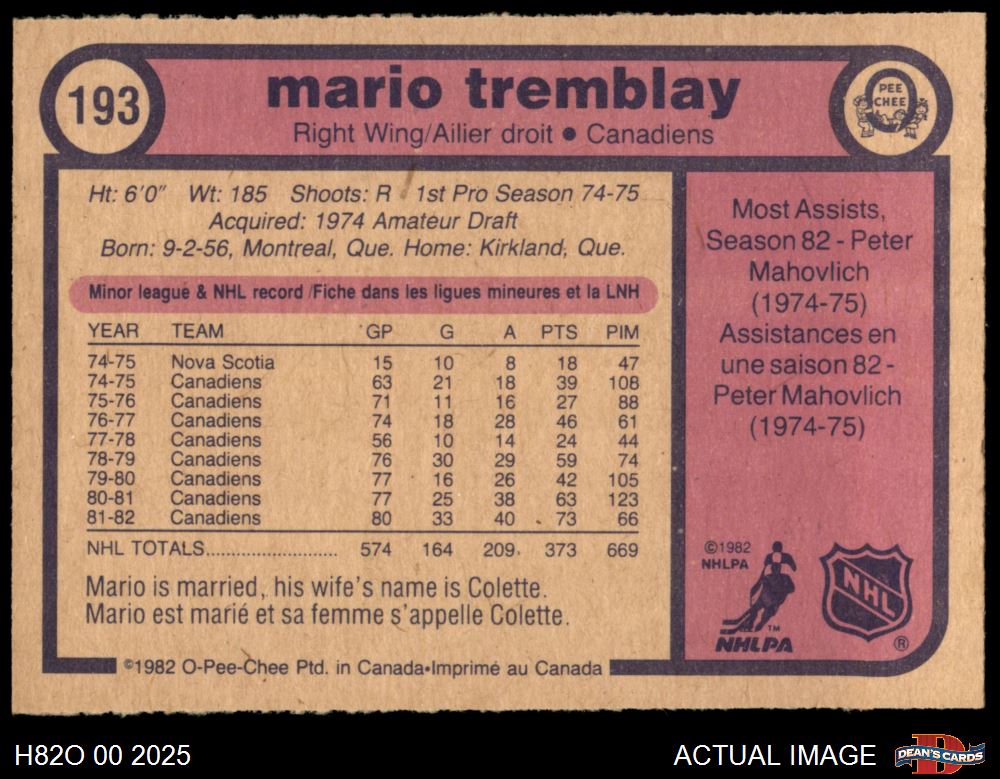 193
mario tremblay
Right Wing/Ailier droit • Canadiens
PEE
CHEE
Ht: 6'0" Wt: 185 Shoots: R 1st Pro Season 74-75
Acquired: 1974 Amateur Draft
Born: 9-2-56, Montreal, Que. Home: Kirkland, Que.
Minor league & NHL record /Fiche dans les ligues mineures et la LNH
YEAR TEAM GP G A PTS PIM
74-75 Nova Scotia 15 10 8 18 47
74-75 Canadiens 63 21 18 39 108
75-76 Canadiens 71 11 16 27 88
76-77 Canadiens 74 18 28 46 61
77-78 Canadiens 56 10 14 24 44
78-79 Canadiens 76 30 29 59 74
79-80 Canadiens 77 16 26 42 105
80-81 Canadiens 77 25 38 63 123
81-82 Canadiens 80 33 40 73 66
NHL TOTALS........................ 574 164 209 373 669
Mario is married, his wife's name is Colette.
Mario est marié et sa femme s'appelle Colette.
©1982 O-Pee-Chee Ptd. in Canada•Imprimé au Canada
Most Assists,
Season 82 - Peter
Mahovlich
(1974-75)
Assistances en
une saison 82 -
Peter Mahovlich
(1974-75)
©1982
NHLPA
TM
NHLPA
NHL
®
H82O 00 2025
ACTUAL IMAGE
DEAN'S CARDS